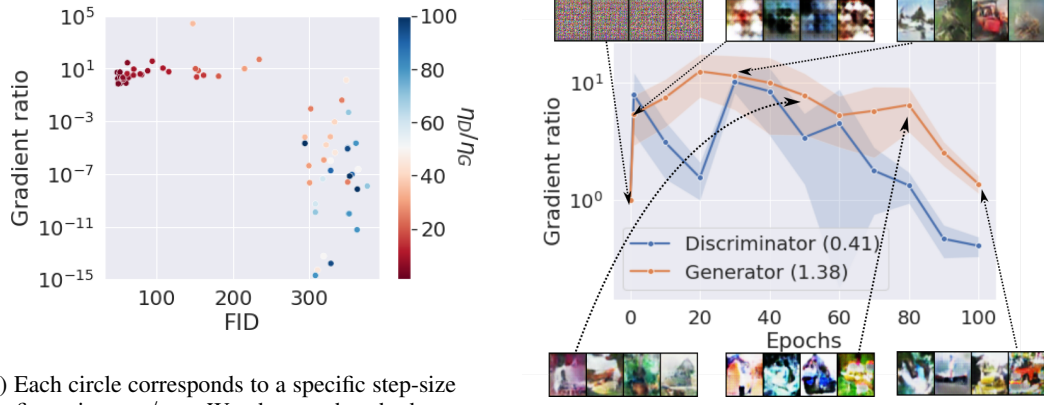 10^5
10^1
10^−3
10^−7
10^−11
10^−15
Gradient ratio
100 200 300
FID
100
80
60
40
20
η_D/η_G
) Each circle corresponds to a specific step-size
10^1
10^0
Gradient ratio
Discriminator (0.41)
Generator (1.38)
0 20 40 60 80 100
Epochs